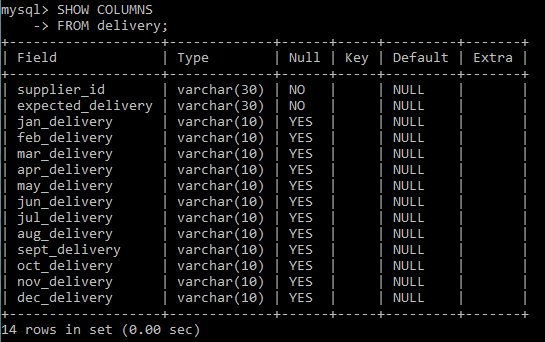 mysql> SHOW COLUMNS
    -> FROM delivery;
+-------------------+-------------+------+-----+---------+-------+
| Field             | Type        | Null | Key | Default | Extra |
+-------------------+-------------+------+-----+---------+-------+
| supplier_id       | varchar(30) | NO   |     | NULL    |       |
| expected_delivery | varchar(30) | NO   |     | NULL    |       |
| jan_delivery      | varchar(10) | YES  |     | NULL    |       |
| feb_delivery      | varchar(10) | YES  |     | NULL    |       |
| mar_delivery      | varchar(10) | YES  |     | NULL    |       |
| apr_delivery      | varchar(10) | YES  |     | NULL    |       |
| may_delivery      | varchar(10) | YES  |     | NULL    |       |
| jun_delivery      | varchar(10) | YES  |     | NULL    |       |
| jul_delivery      | varchar(10) | YES  |     | NULL    |       |
| aug_delivery      | varchar(10) | YES  |     | NULL    |       |
| sept_delivery     | varchar(10) | YES  |     | NULL    |       |
| oct_delivery      | varchar(10) | YES  |     | NULL    |       |
| nov_delivery      | varchar(10) | YES  |     | NULL    |       |
| dec_delivery      | varchar(10) | YES  |     | NULL    |       |
+-------------------+-------------+------+-----+---------+-------+
14 rows in set (0.00 sec)